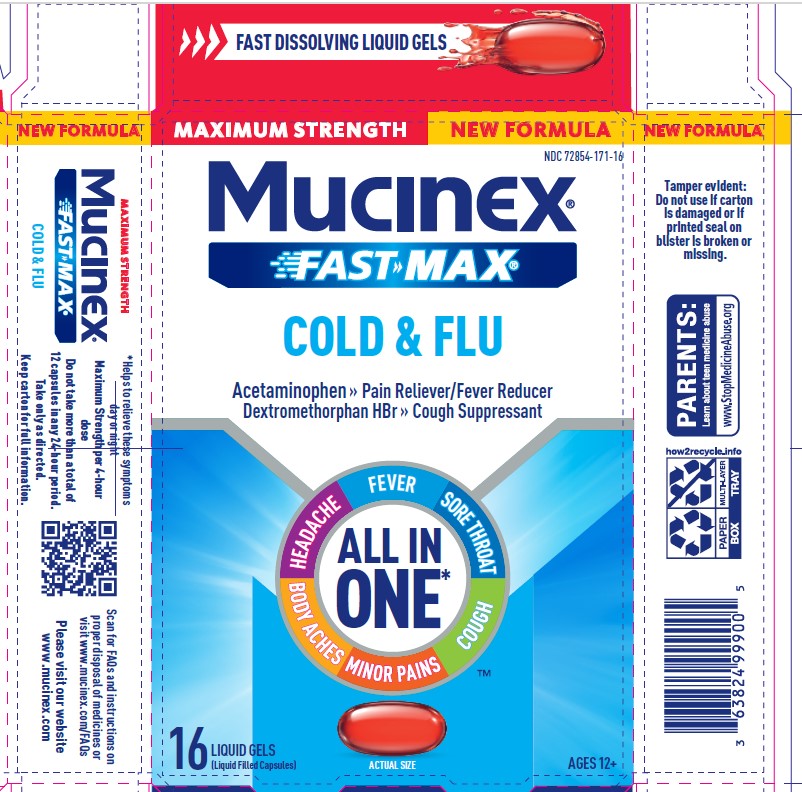 FAST DISSOLVING LIQUID GELS
NEW FORMULA
MAXIMUM STRENGTH
NEW FORMULA
NEW FORMULA
NDC 72854-171-16
Mucinex®
FAST»MAX®
COLD & FLU
Acetaminophen » Pain Reliever/Fever Reducer
Dextromethorphan HBr » Cough Suppressant
HEADACHE
FEVER
SORE THROAT
COUGH
MINOR PAINS
BODY ACHES
ALL IN
ONE*
TM
16 LIQUID GELS
(Liquid Filled Capsules)
ACTUAL SIZE
AGES 12+
MAXIMUM STRENGTH
Mucinex®
FAST»MAX®
COLD & FLU
*Helps to relieve these symptoms
day or night
Maximum Strength per 4-hour
dose
Do not take more than a total of
12 capsules in any 24-hour period.
Take only as directed.
Keep carton for full information.
Scan for FAQs and instructions on
proper disposal of medicines or
visit www.mucinex.com/FAQs
Please visit our website
www.mucinex.com
Tamper evident:
Do not use if carton
is damaged or if
printed seal on
blister is broken or
missing.
PARENTS:
Learn about teen medicine abuse
www.StopMedicineAbuse.org
how2recycle.info
PAPER
BOX
MULTI-LAYER
TRAY
3 63824 99900 5